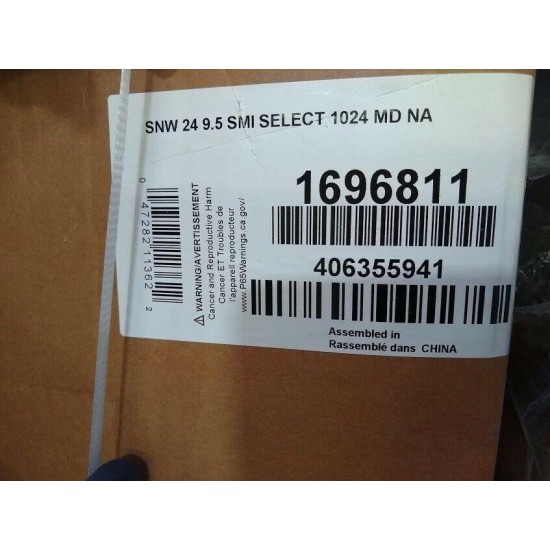 SNW 24 9.5 SMI SELECT 1024 MD NA
1696811
406355941
Assembled in
Rassemblé dans CHINA
⚠ WARNING/AVERTISSEMENT
Cancer and Reproductive Harm
Cancer ET Troubles de
l'appareil reproducteur
www.P65Warnings.ca.gov/
0 47282 11362 2